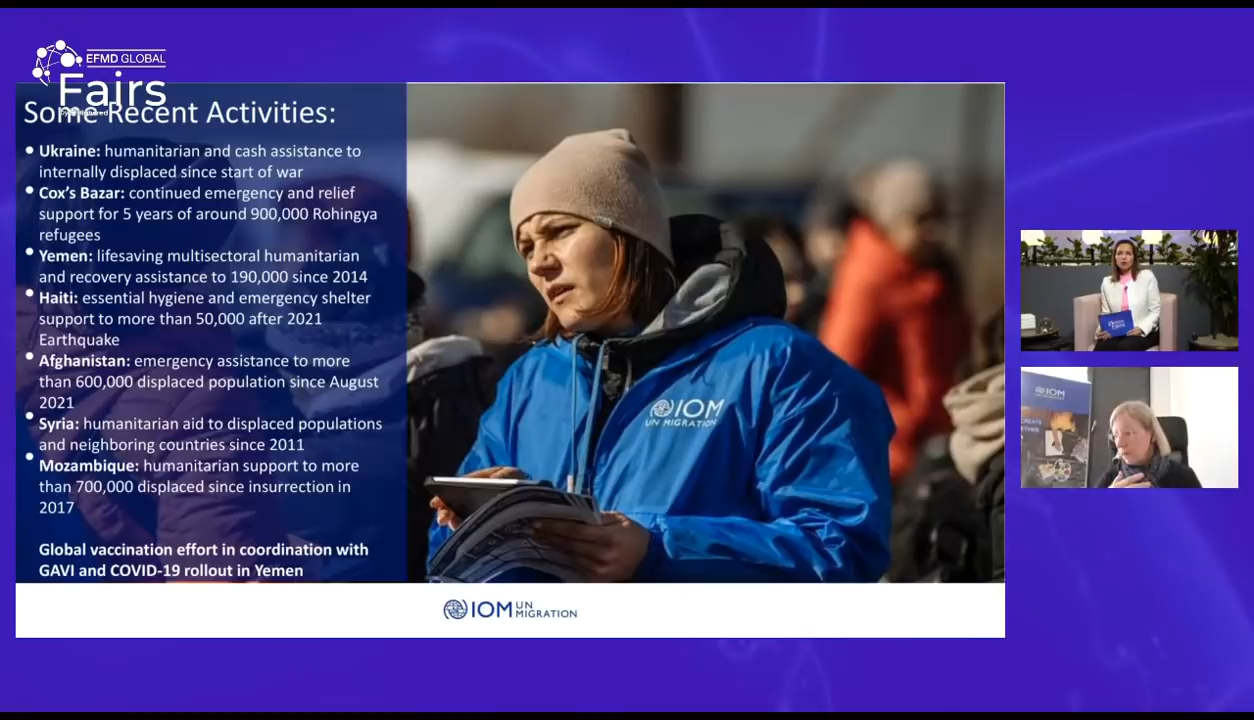 EFMD GLOBAL
Fairs
Some Recent Activities:
Ukraine: humanitarian and cash assistance to
internally displaced since start of war
Cox's Bazar: continued emergency and relief
support for 5 years of around 900,000 Rohingya
refugees
Yemen: lifesaving multisectoral humanitarian
and recovery assistance to 190,000 since 2014
Haiti: essential hygiene and emergency shelter
support to more than 50,000 after 2021
Earthquake
Afghanistan: emergency assistance to more
than 600,000 displaced population since August
2021
Syria: humanitarian aid to displaced populations
and neighboring countries since 2011
Mozambique: humanitarian support to more
than 700,000 displaced since insurrection in
2017
Global vaccination effort in coordination with
GAVI and COVID-19 rollout in Yemen
IOM
UN MIGRATION
IOM UN
MIGRATION
IOM